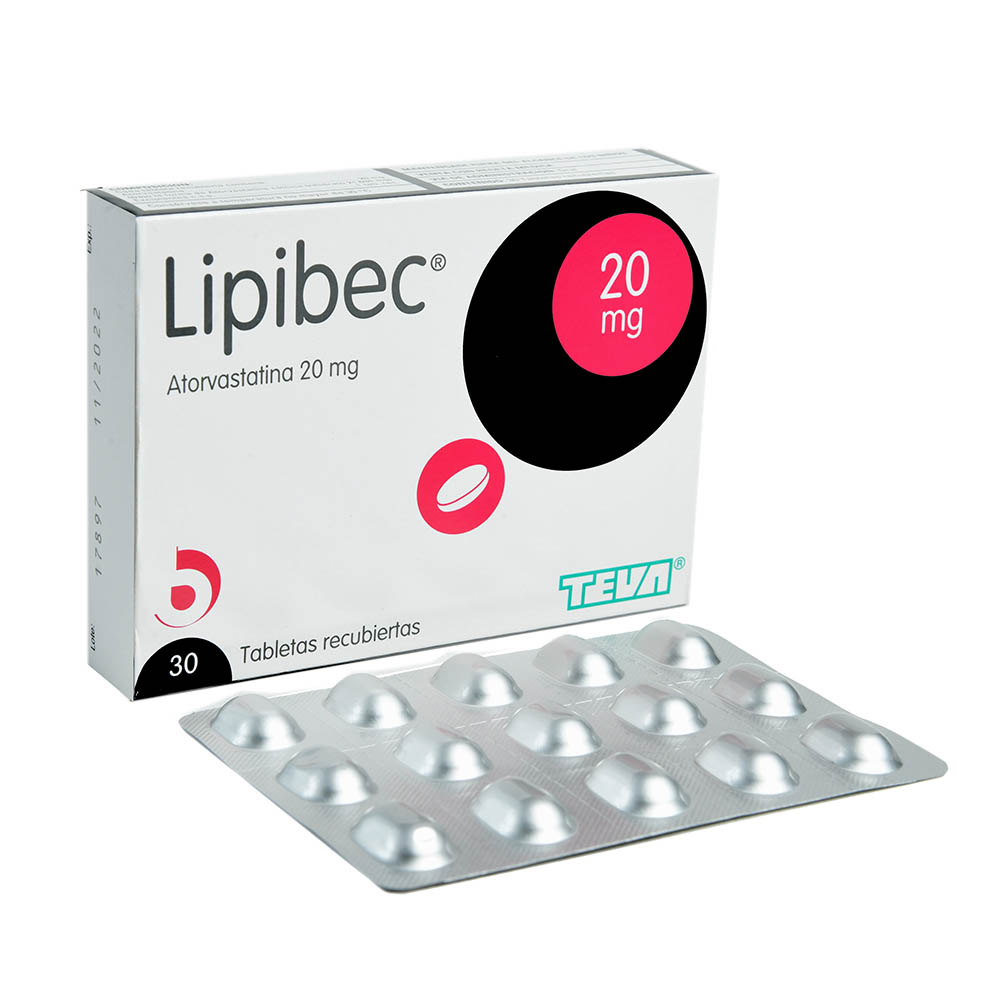 Lipibec®
Atorvastatina 20 mg
20
mg
TEVA®
30
Tabletas recubiertas
Exp.:
11/2022
17897
Lote: